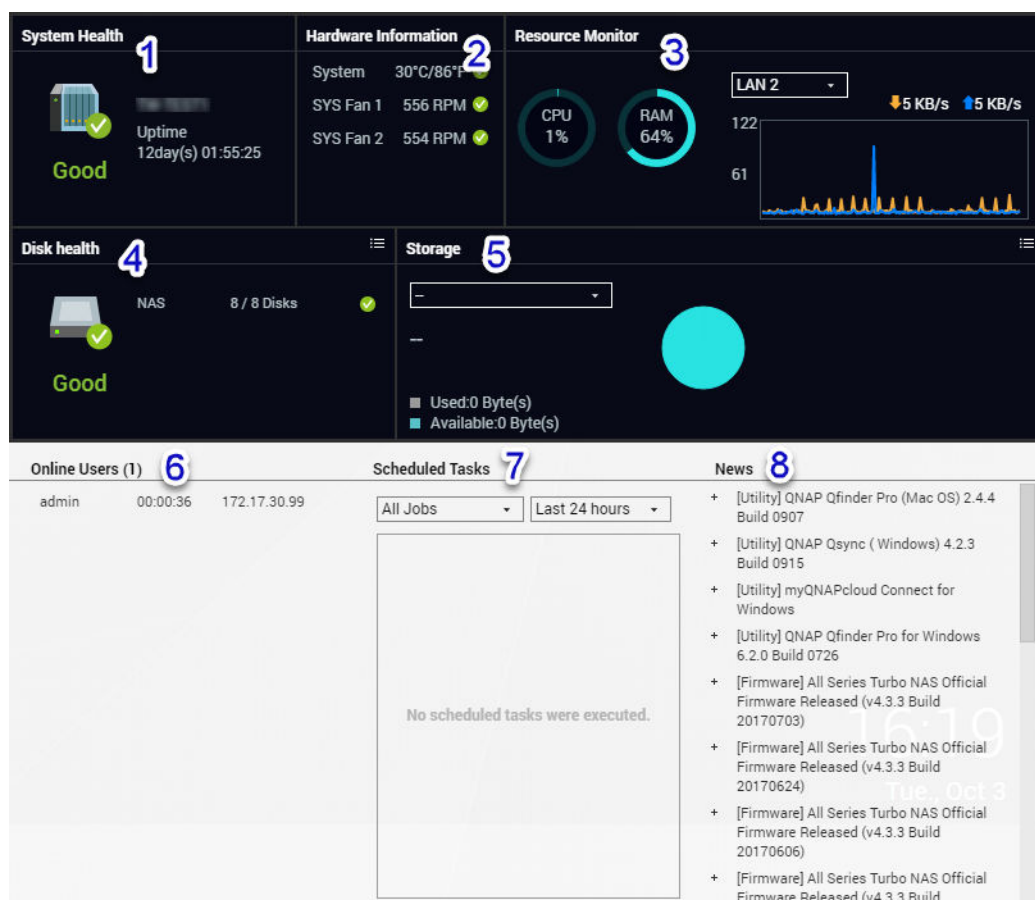 System Health
1
Uptime
12day(s) 01:55:25
Good
Hardware Information
2
System 30°C/86°F
SYS Fan 1 556 RPM
SYS Fan 2 554 RPM
Resource Monitor
3
CPU
1%
RAM
64%
LAN 2
5 KB/s 5 KB/s
122
61
Disk health
4
NAS 8 / 8 Disks
Good
Storage
5
--
--
Used:0 Byte(s)
Available:0 Byte(s)
Online Users (1)
6
admin 00:00:36 172.17.30.99
Scheduled Tasks
7
All Jobs Last 24 hours
No scheduled tasks were executed.
News
8
+ [Utility] QNAP Qfinder Pro (Mac OS) 2.4.4
Build 0907
+ [Utility] QNAP Qsync ( Windows) 4.2.3
Build 0915
+ [Utility] myQNAPcloud Connect for
Windows
+ [Utility] QNAP Qfinder Pro for Windows
6.2.0 Build 0726
+ [Firmware] All Series Turbo NAS Official
Firmware Released (v4.3.3 Build
20170703)
+ [Firmware] All Series Turbo NAS Official
Firmware Released (v4.3.3 Build
20170624)
+ [Firmware] All Series Turbo NAS Official
Firmware Released (v4.3.3 Build
20170606)
+ [Firmware] All Series Turbo NAS Official
Firmware Released (v4.3.3 Build
16:19
Tue., Oct 3